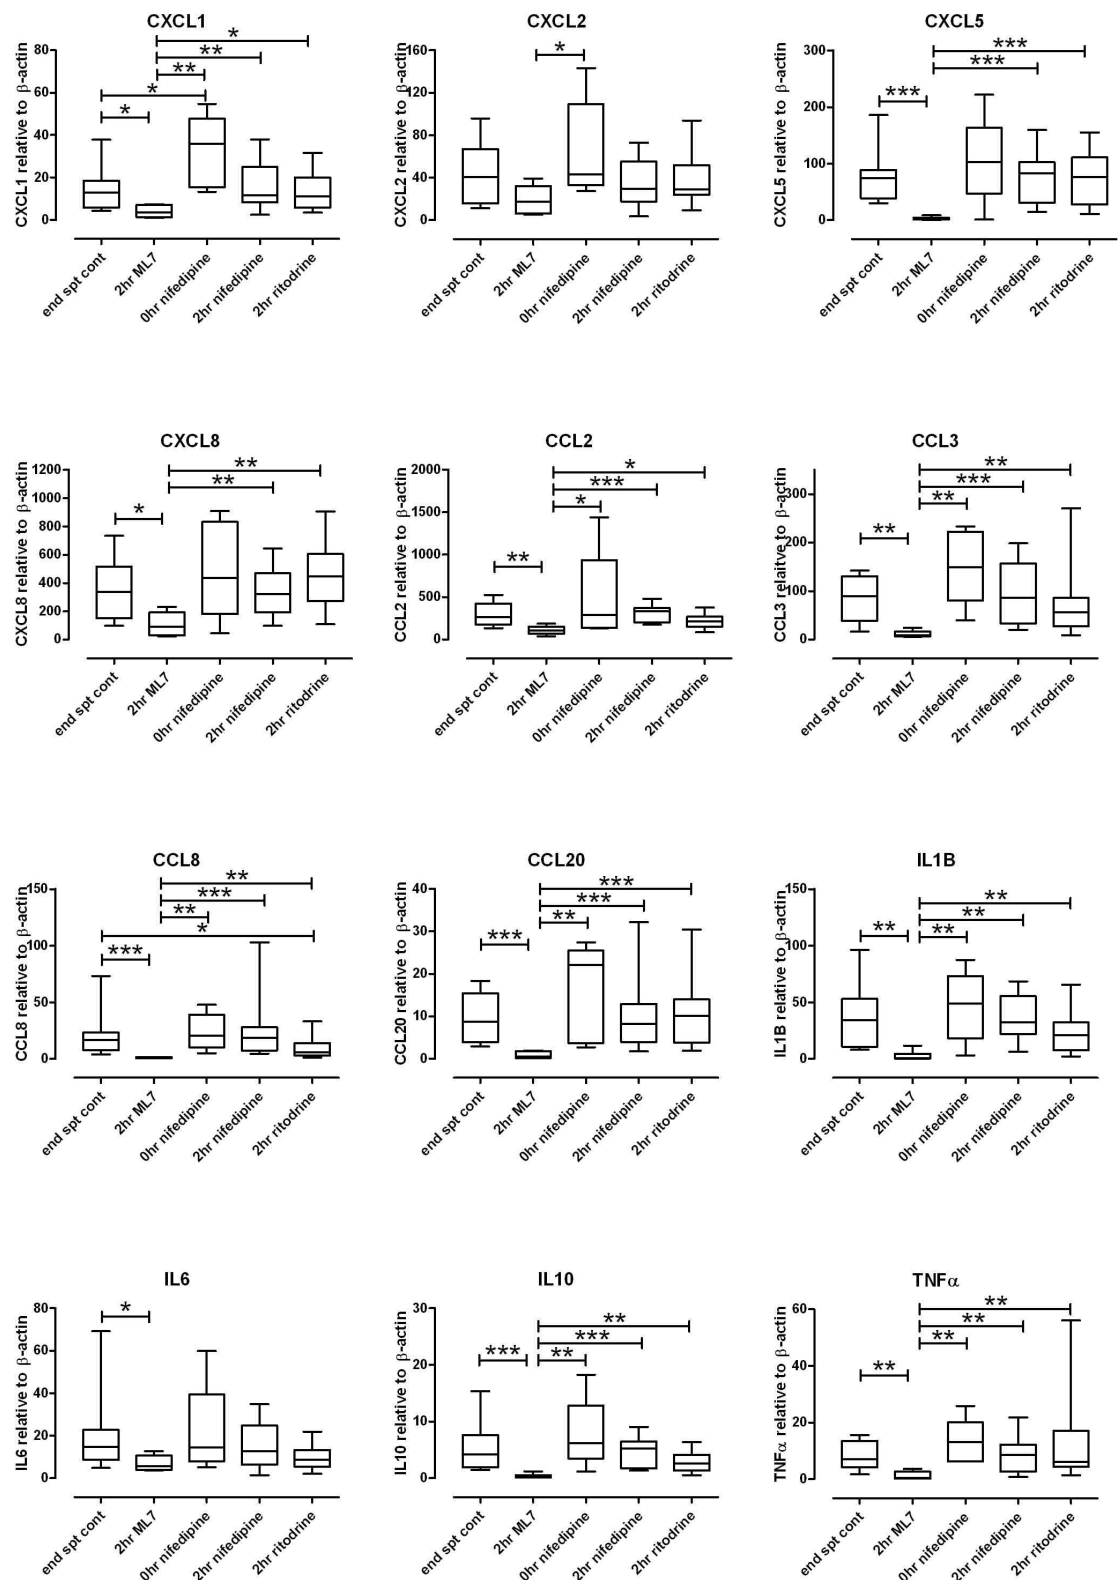 CXCL1
CXCL1 relative to β-actin
80
60
40
20
0
*
**
**
*
*
end spt cont
2hr ML7
0hr nifedipine
2hr nifedipine
2hr ritodrine
CXCL2
CXCL2 relative to β-actin
160
120
80
40
0
*
end spt cont
2hr ML7
0hr nifedipine
2hr nifedipine
2hr ritodrine
CXCL5
CXCL5 relative to β-actin
300
200
100
0
***
***
***
end spt cont
2hr ML7
0hr nifedipine
2hr nifedipine
2hr ritodrine
CXCL8
CXCL8 relative to β-actin
1200
1000
800
600
400
200
0
**
**
*
end spt cont
2hr ML7
0hr nifedipine
2hr nifedipine
2hr ritodrine
CCL2
CCL2 relative to β-actin
2000
1500
1000
500
0
*
***
*
**
end spt cont
2hr ML7
0hr nifedipine
2hr nifedipine
2hr ritodrine
CCL3
CCL3 relaitve to β-actin
300
200
100
0
**
***
**
**
end spt cont
2hr ML7
0hr nifedipine
2hr nifedipine
2hr ritodrine
CCL8
CCL8 relative to β-actin
150
100
50
0
**
***
**
*
***
end spt cont
2hr ML7
0hr nifedipine
2hr nifedipine
2hr ritodrine
CCL20
CCL20 relative to β-actin
40
30
20
10
0
***
***
**
***
end spt cont
2hr ML7
0hr nifedipine
2hr nifedipine
2hr ritodrine
IL1B
IL1B relative to β-actin
150
100
50
0
**
**
**
**
end spt cont
2hr ML7
0hr nifedipine
2hr nifedipine
2hr ritodrine
IL6
IL6 relative to β-actin
80
60
40
20
0
*
end spt cont
2hr ML7
0hr nifedipine
2hr nifedipine
2hr ritodrine
IL10
IL10 relative to β-actin
30
20
10
0
**
***
**
***
end spt cont
2hr ML7
0hr nifedipine
2hr nifedipine
2hr ritodrine
TNFα
TNFα relative to β-actin
60
40
20
0
**
**
**
**
end spt cont
2hr ML7
0hr nifedipine
2hr nifedipine
2hr ritodrine